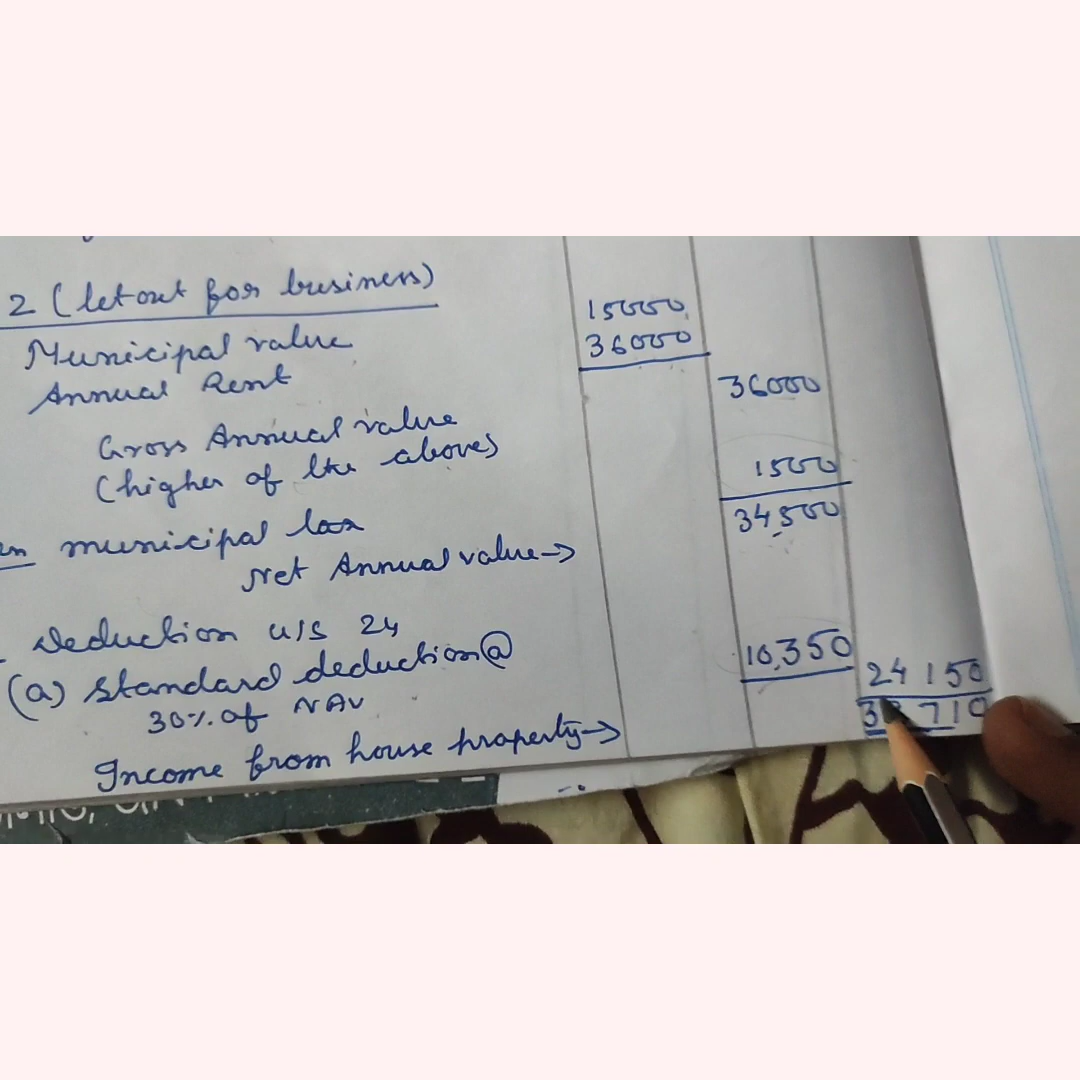 2 (let out for business)
Municipal value 15000
Annual Rent 36000
Gross Annual value 36000
(higher of the above)
municipal tax 1500
Net Annual value→ 34,500
Deduction u/s 24
(a) Standard deduction@ 10,350 24150
30% of NAV
Income from house property→ 710